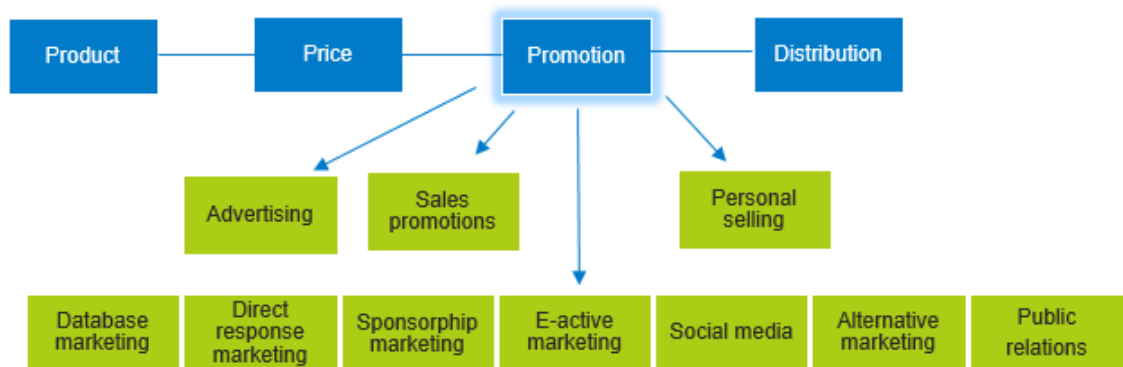 Product
Price
Promotion
Distribution
Advertising
Sales
promotions
Personal
selling
Database
marketing
Direct
response
marketing
Sponsorphip
marketing
E-active
marketing
Social media
Alternative
marketing
Public
relations